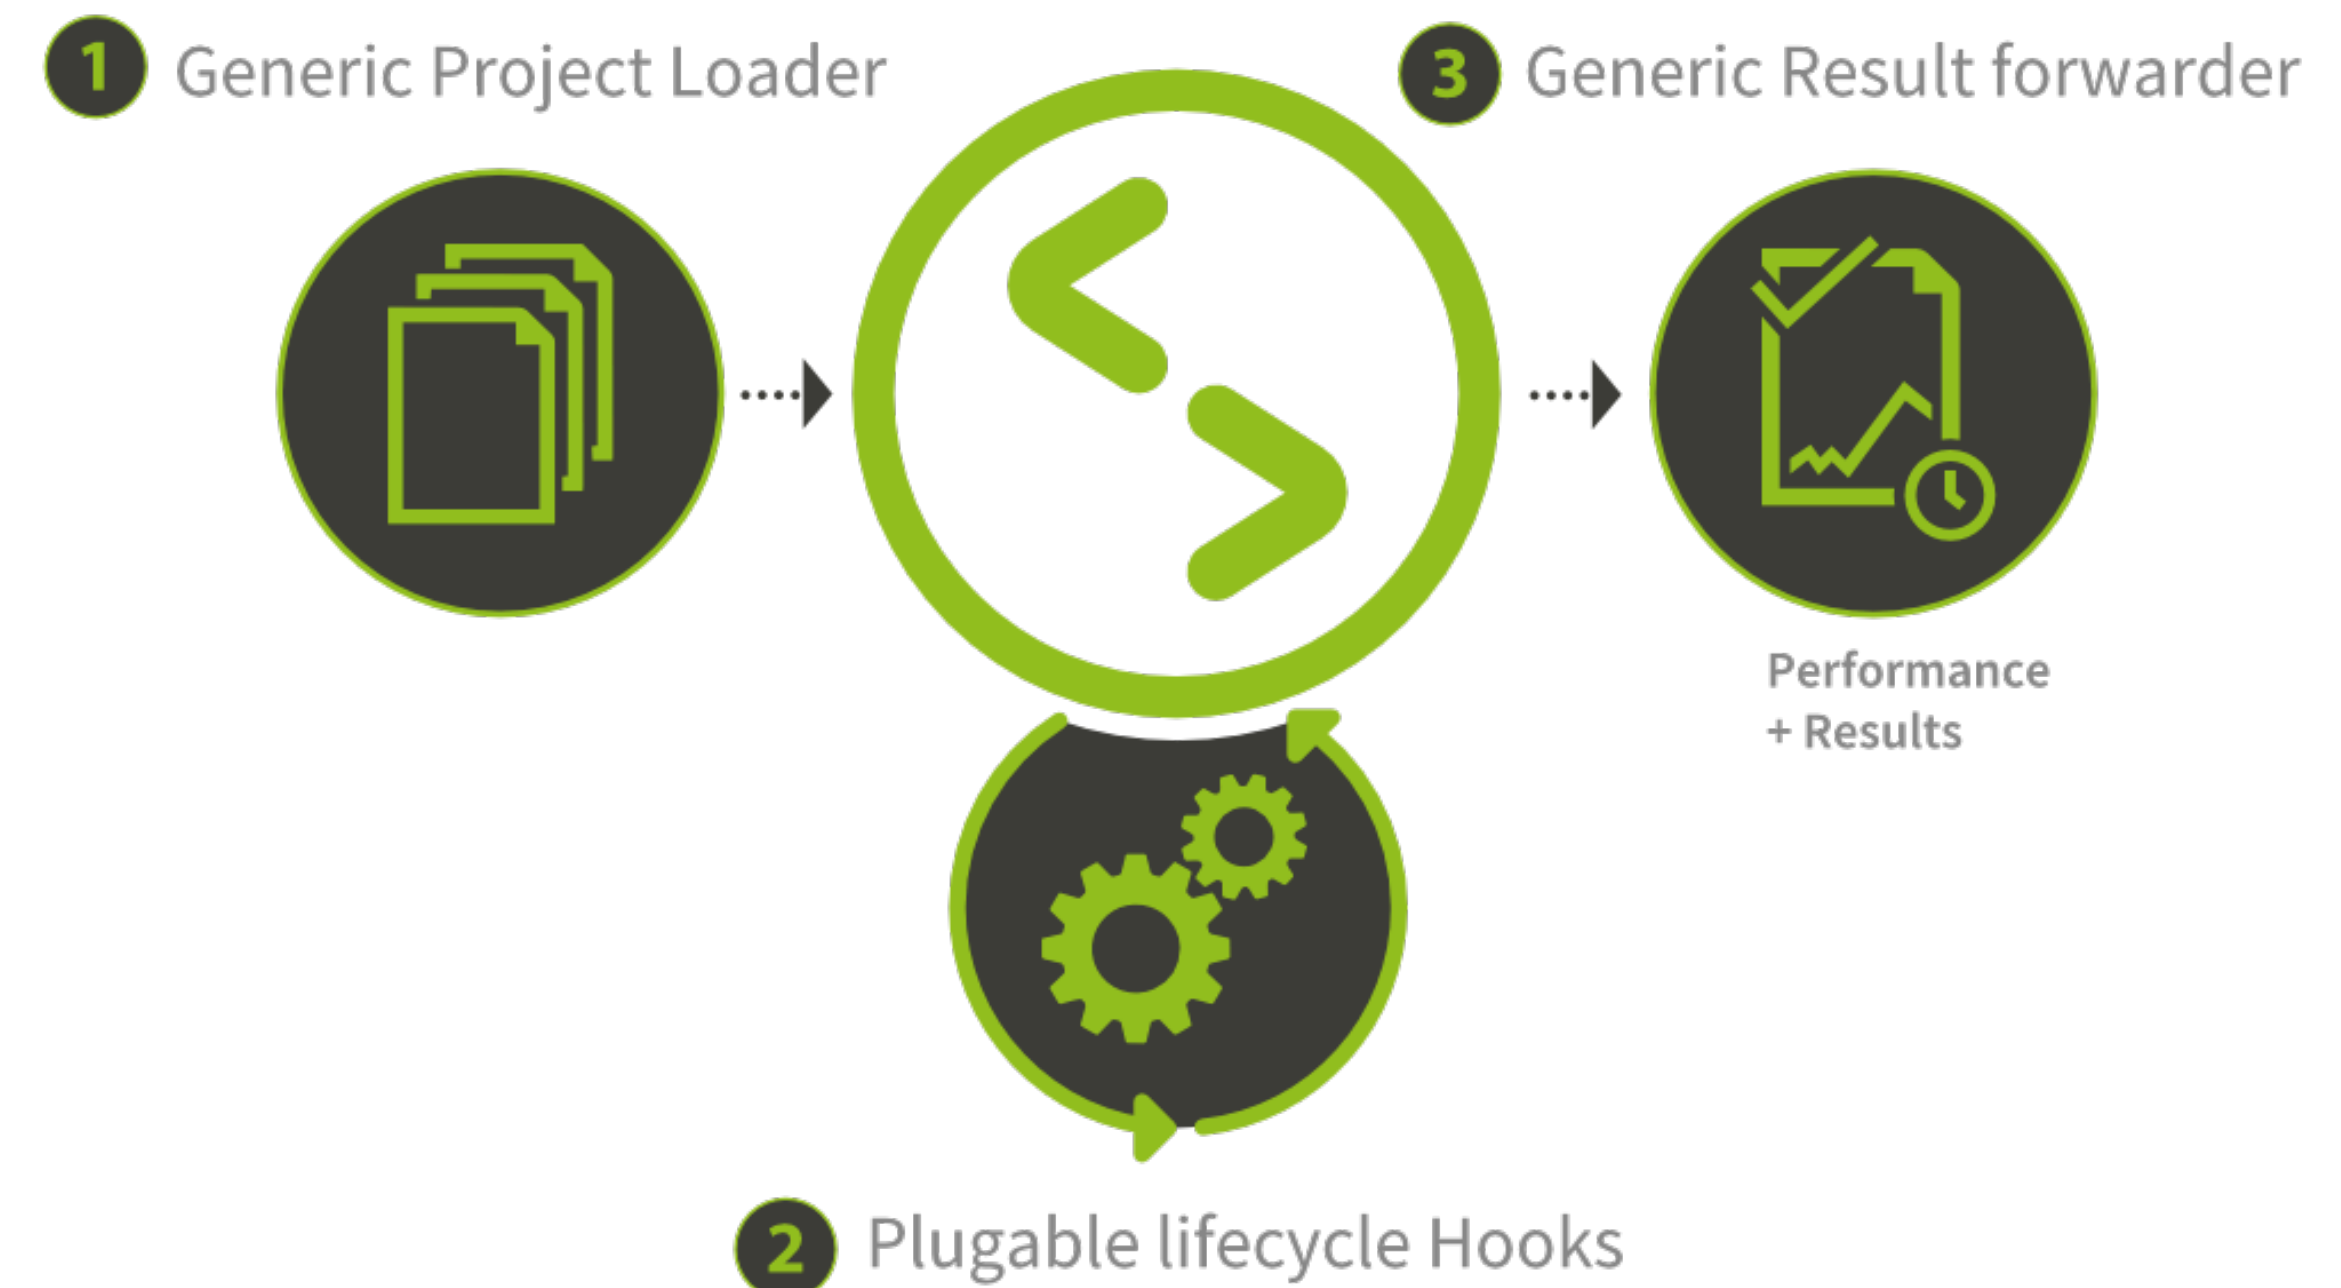 1 Generic Project Loader
3 Generic Result forwarder
Performance
+ Results
2 Plugable lifecycle Hooks